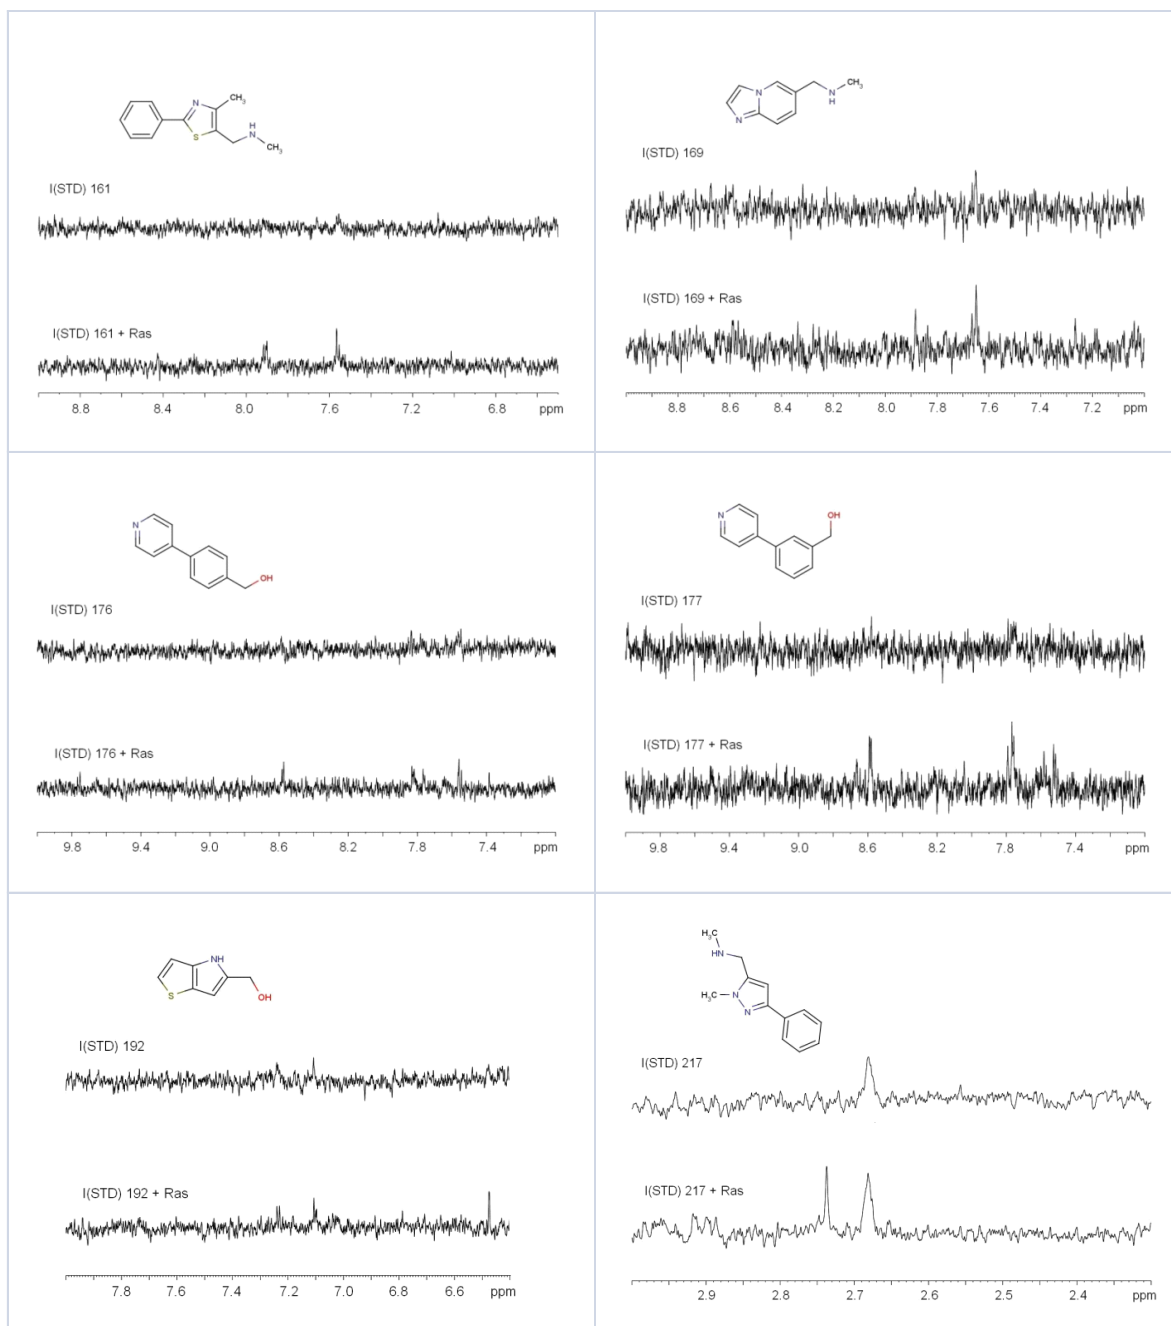 N
CH₃
S
H
N
CH₃
I(STD) 161
I(STD) 161 + Ras
8.8 8.4 8.0 7.6 7.2 6.8 ppm
N
N
N
H
CH₃
I(STD) 169
I(STD) 169 + Ras
8.8 8.6 8.4 8.2 8.0 7.8 7.6 7.4 7.2 ppm
N
OH
I(STD) 176
I(STD) 176 + Ras
9.8 9.4 9.0 8.6 8.2 7.8 7.4 ppm
N
OH
I(STD) 177
I(STD) 177 + Ras
9.8 9.4 9.0 8.6 8.2 7.8 7.4 ppm
NH
S
OH
I(STD) 192
I(STD) 192 + Ras
7.8 7.6 7.4 7.2 7.0 6.8 6.6 ppm
H₃C
HN
H₃C
N
N
I(STD) 217
I(STD) 217 + Ras
2.9 2.8 2.7 2.6 2.5 2.4 ppm